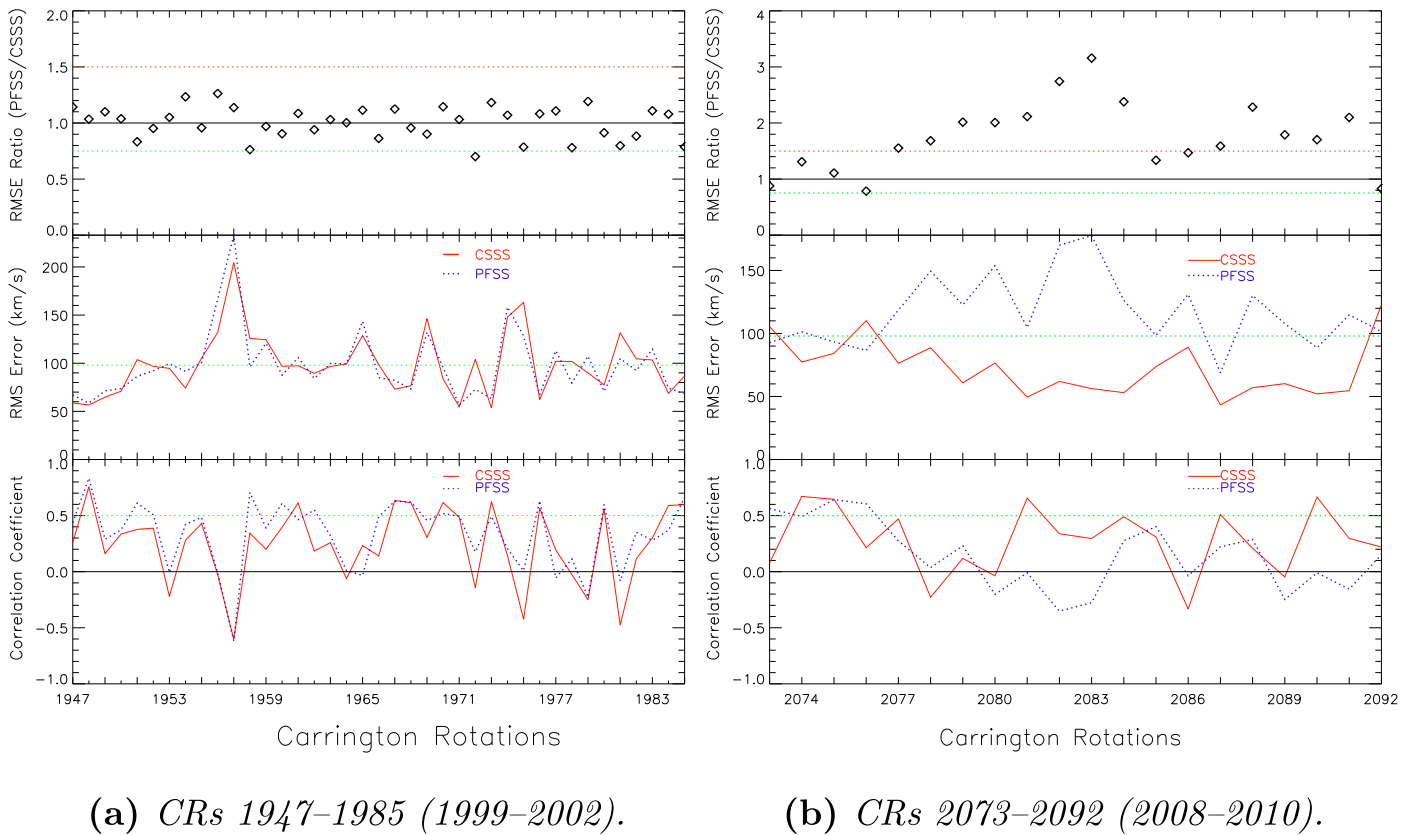 RMSE Ratio (PFSS/CSSS)
2.0
1.5
1.0
0.5
0.0
RMS Error (km/s)
200
150
100
50
0
CSSS
PFSS
Correlation Coefficient
1.0
0.5
0.0
−0.5
−1.0
CSSS
PFSS
1947 1953 1959 1965 1971 1977 1983
Carrington Rotations
(a) CRs 1947–1985 (1999–2002).
RMSE Ratio (PFSS/CSSS)
4
3
2
1
0
RMS Error (km/s)
150
100
50
0
CSSS
PFSS
Correlation Coefficient
1.0
0.5
0.0
−0.5
−1.0
CSSS
PFSS
2074 2077 2080 2083 2086 2089 2092
Carrington Rotations
(b) CRs 2073–2092 (2008–2010).